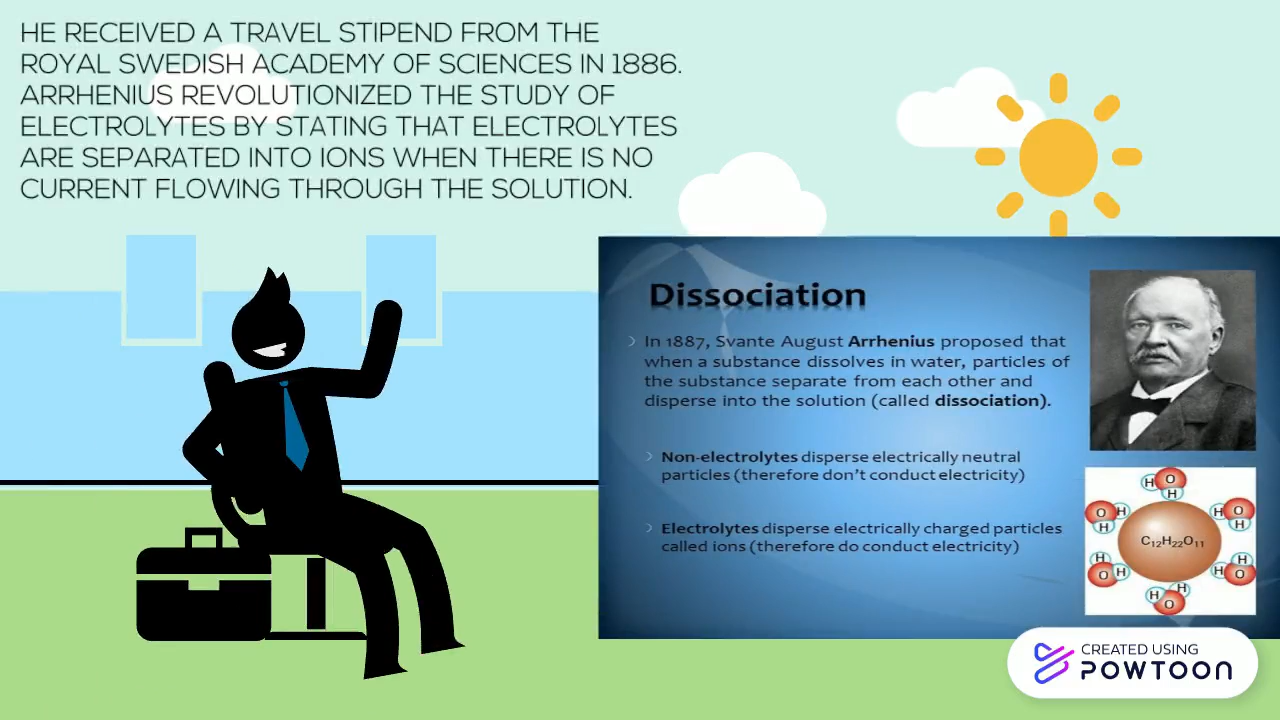 HE RECEIVED A TRAVEL STIPEND FROM THE
ROYAL SWEDISH ACADEMY OF SCIENCES IN 1886.
ARRHENIUS REVOLUTIONIZED THE STUDY OF
ELECTROLYTES BY STATING THAT ELECTROLYTES
ARE SEPARATED INTO IONS WHEN THERE IS NO
CURRENT FLOWING THROUGH THE SOLUTION.
Dissociation
In 1887, Svante August Arrhenius proposed that
when a substance dissolves in water, particles of
the substance separate from each other and
disperse into the solution (called dissociation).
Non-electrolytes disperse electrically neutral
particles (therefore don't conduct electricity)
Electrolytes disperse electrically charged particles
called ions (therefore do conduct electricity)
H O
H
O H
H
H O
H
C₁₂H₂₂O₁₁
H
O H
H
H O
H H
O
CREATED USING
POWTOON